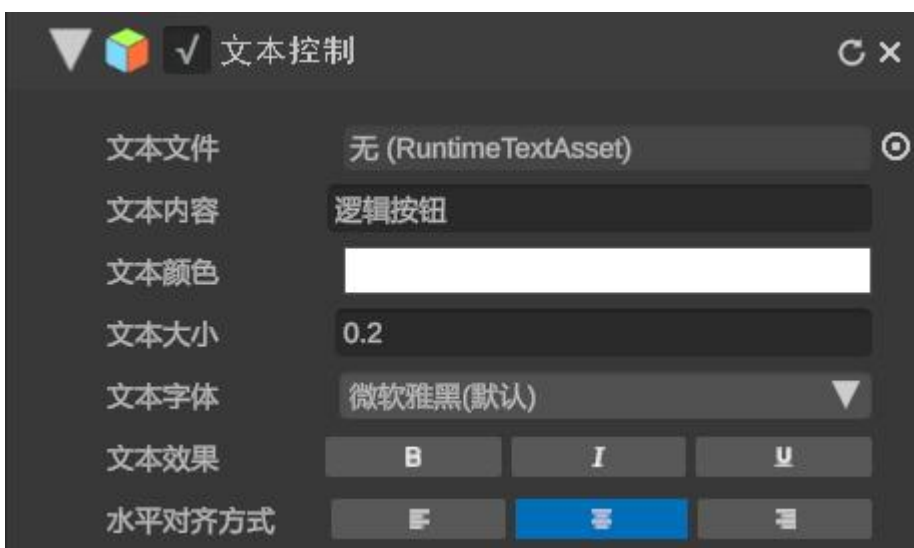 文本控制
文本文件 无 (RuntimeTextAsset)
文本内容 逻辑按钮
文本颜色
文本大小 0.2
文本字体 微软雅黑(默认)
文本效果 B I U
水平对齐方式